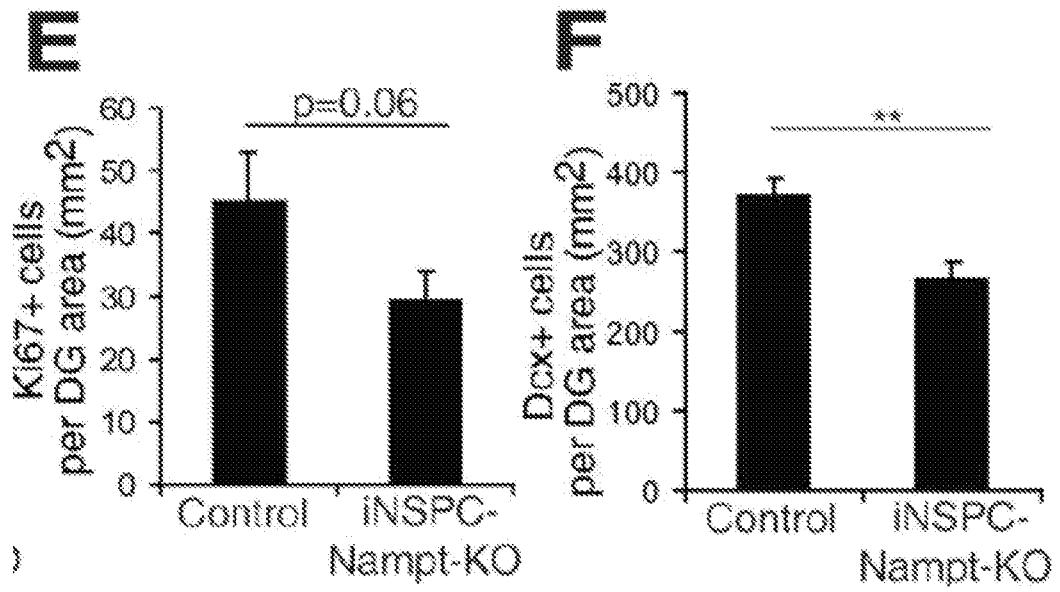 E
p=0.06
Ki67+ cells
per DG area (mm2)
60
50
40
30
20
10
0
Control
iNSPC-
Nampt-KO
F
**
Dcx+ cells
per DG area (mm2)
500
400
300
200
100
0
Control
iNSPC-
Nampt-KO